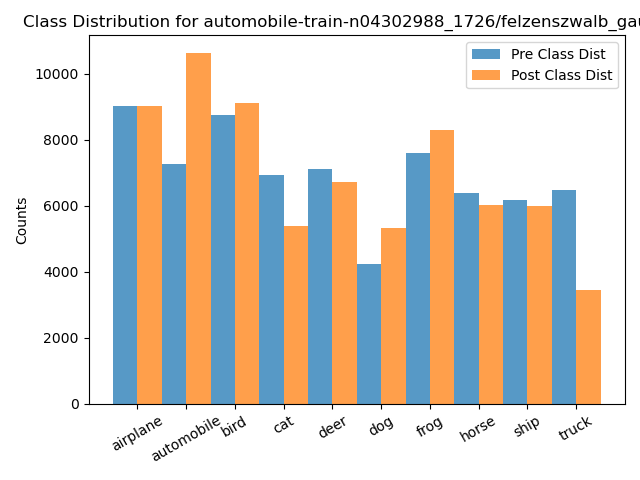 Class Distribution for automobile-train-n04302988_1726/felzenszwalb_gau
Pre Class Dist
Post Class Dist
Counts
10000
8000
6000
4000
2000
0
airplane
automobile
bird
cat
deer
dog
frog
horse
ship
truck